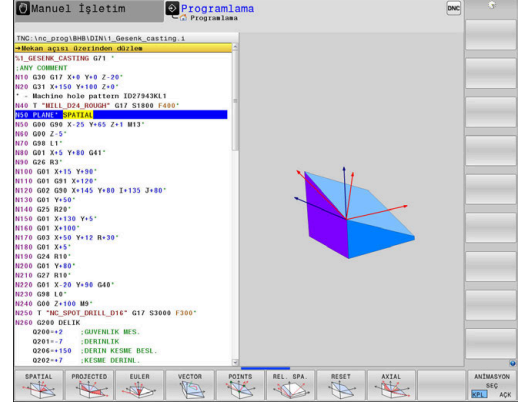 Manuel İşletim
Programlama
Programlama
DNC
TNC:\nc_prog\BHB\DIN\1_Gesenk_casting.i
→Mekan açısı üzerinden düzlem
%1_GESENK_CASTING G71 *
;ANY COMMENT
N10 G30 G17 X+0 Y+0 Z-20*
N20 G31 X+150 Y+100 Z+0*
* - Machine hole pattern ID27943KL1
N40 T "MILL_D24_ROUGH" G17 S1800 F400*
N50 PLANE* SPATIAL
N50 G00 G90 X-25 Y+65 Z+1 M13*
N60 G00 Z-5*
N70 G98 L1*
N80 G01 X+5 Y+80 G41*
N90 G26 R3*
N100 G01 X+15 Y+90*
N110 G01 G91 X+120*
N120 G02 G90 X+145 Y+80 I+135 J+80*
N130 G01 Y+50*
N140 G25 R20*
N150 G01 X+130 Y+5*
N160 G01 X+100*
N170 G03 X+50 Y+12 R+30*
N180 G01 X+5*
N190 G24 R10*
N200 G01 Y+80*
N210 G27 R10*
N220 G01 X-20 Y+90 G40*
N230 G98 L0*
N240 G00 Z+100 M9*
N250 T "NC_SPOT_DRILL_D16" G17 S3000 F300*
N260 G200 DELIK
Q200=+2 ;GUVENLIK MES.
Q201=-7 ;DERINLIK
Q206=+150 ;DERIN KESME BESL.
Q202=+7 ;KESME DERINL.
SPATIAL PROJECTED EULER VECTOR POINTS REL. SPA. RESET AXIAL ANİMASYON
SEÇ
KPL AÇK